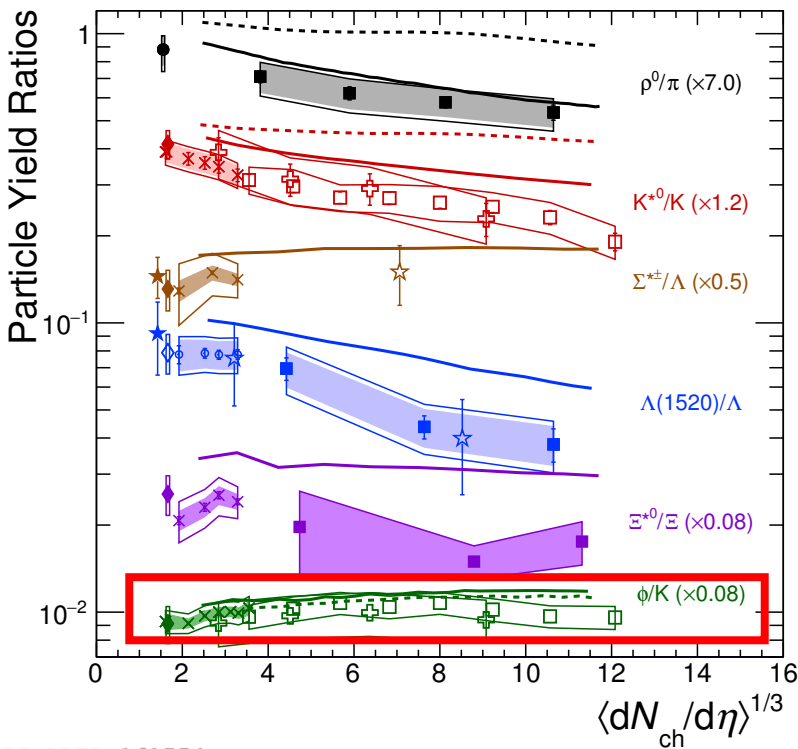 Particle Yield Ratios
1
10⁻¹
10⁻²
ρ⁰/π (×7.0)
K*⁰/K (×1.2)
Σ*±/Λ (×0.5)
Λ(1520)/Λ
Ξ*⁰/Ξ (×0.08)
ϕ/K (×0.08)
0 2 4 6 8 10 12 14 16
⟨dN_ch/dη⟩^1/3